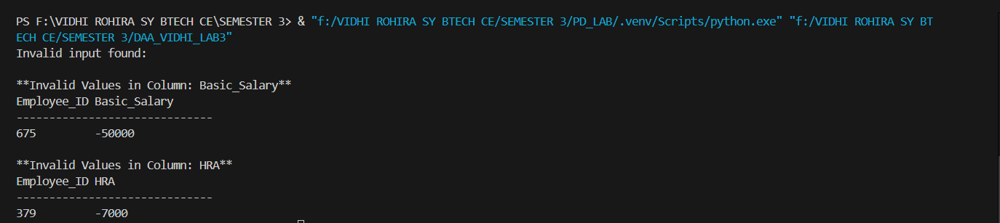 PS F:\VIDHI ROHIRA SY BTECH CE\SEMESTER 3> & "f:/VIDHI ROHIRA SY BTECH CE/SEMESTER 3/PD_LAB/.venv/Scripts/python.exe" "f:/VIDHI ROHIRA SY BT
ECH CE/SEMESTER 3/DAA_VIDHI_LAB3"
Invalid input found:
**Invalid Values in Column: Basic_Salary**
Employee_ID Basic_Salary
------------------------------
675         -50000
**Invalid Values in Column: HRA**
Employee_ID HRA
------------------------------
379         -7000